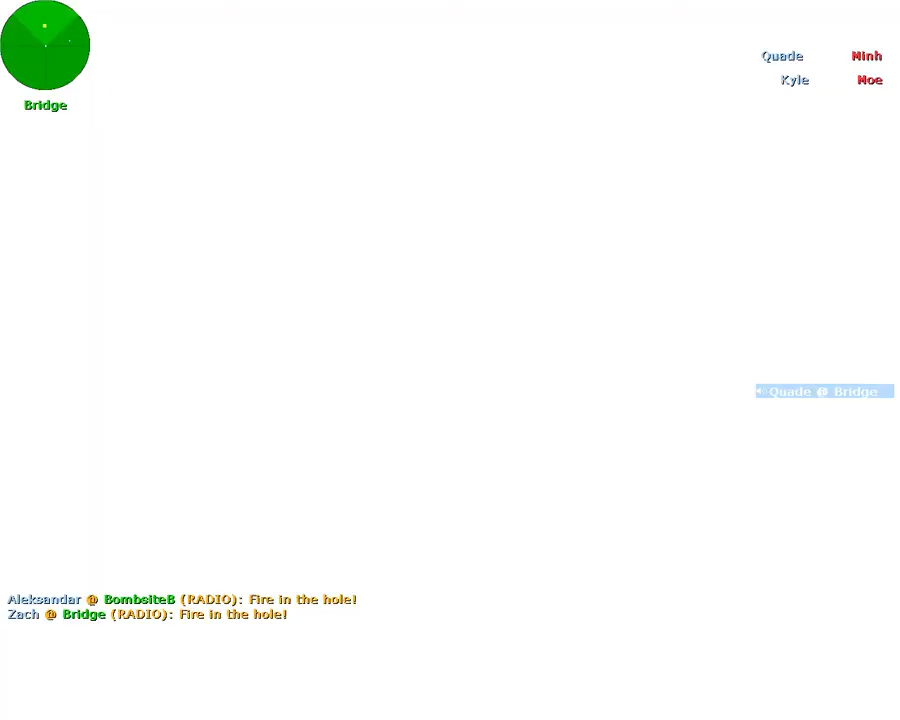 Bridge
Quade Minh
Kyle Moe
Quade @ Bridge
Aleksandar @ BombsiteB (RADIO): Fire in the hole!
Zach @ Bridge (RADIO): Fire in the hole!